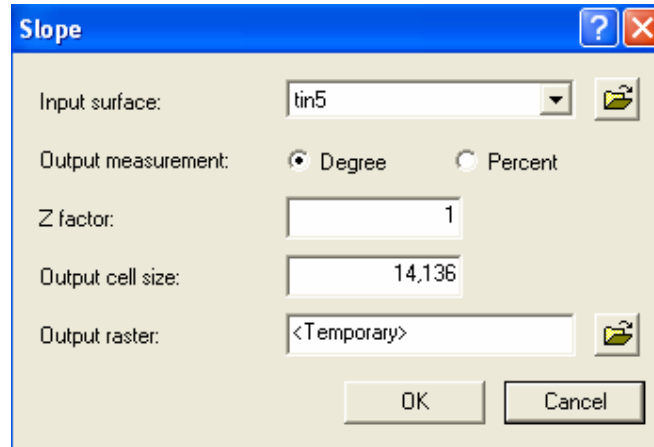 Slope
Input surface: tin5
Output measurement: Degree Percent
Z factor: 1
Output cell size: 14,136
Output raster: <Temporary>
OK Cancel